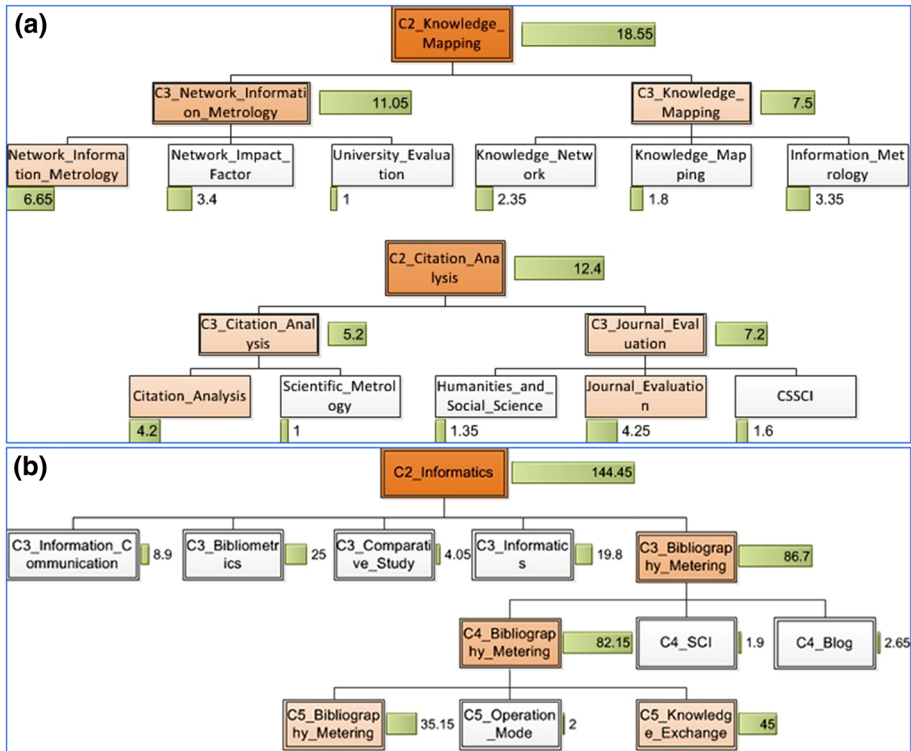 (a)
C2_Knowledge_
Mapping
18.55
C3_Network_Informati
on_Metrology
11.05
C3_Knowledge_
Mapping
7.5
Network_Informa
tion_Metrology
6.65
Network_Impact_
Factor
3.4
University_Evalua
tion
1
Knowledge_Netw
ork
2.35
Knowledge_Map
ping
1.8
Information_Met
rology
3.35
C2_Citation_Ana
lysis
12.4
C3_Citation_Anal
ysis
5.2
C3_Journal_Eval
uation
7.2
Citation_Analysis
4.2
Scientific_Metrol
ogy
1
Humanities_and
_Social_Science
1.35
Journal_Evaluatio
n
4.25
CSSCI
1.6
(b)
C2_Informatics
144.45
C3_Information_C
ommunication
8.9
C3_Bibliomet
rics
25
C3_Comparati
ve_Study
4.05
C3_Informatic
s
19.8
C3_Bibliograp
hy_Metering
86.7
C4_Bibliograp
hy_Metering
82.15
C4_SCI
1.9
C4_Blog
2.65
C5_Bibliograp
hy_Metering
35.15
C5_Operation
_Mode
2
C5_Knowledg
e_Exchange
45